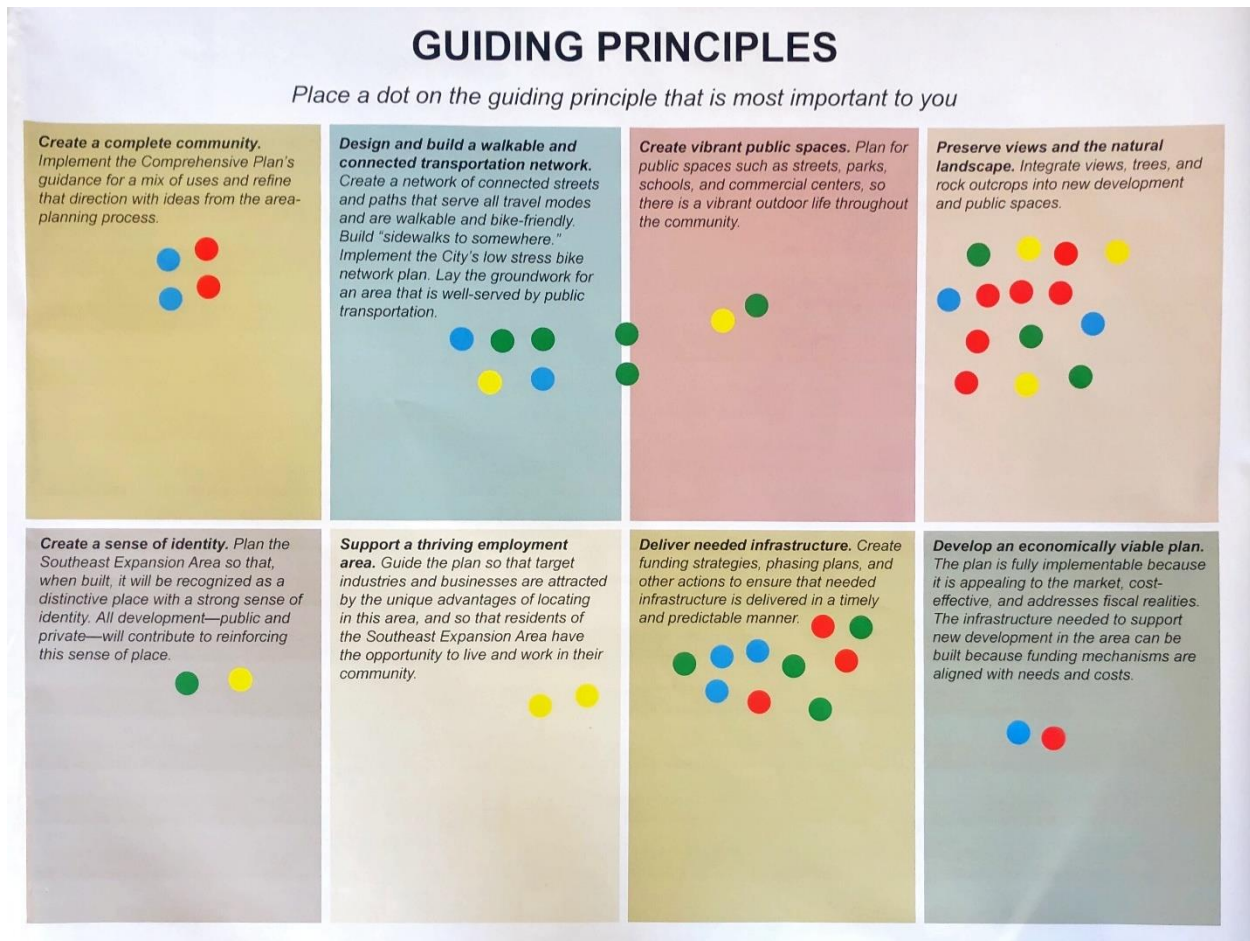 GUIDING PRINCIPLES
Place a dot on the guiding principle that is most important to you
Create a complete community.
Implement the Comprehensive Plan's
guidance for a mix of uses and refine
that direction with ideas from the area-
planning process.
Design and build a walkable and
connected transportation network.
Create a network of connected streets
and paths that serve all travel modes
and are walkable and bike-friendly.
Build "sidewalks to somewhere."
Implement the City's low stress bike
network plan. Lay the groundwork for
an area that is well-served by public
transportation.
Create vibrant public spaces. Plan for
public spaces such as streets, parks,
schools, and commercial centers, so
there is a vibrant outdoor life throughout
the community.
Preserve views and the natural
landscape. Integrate views, trees, and
rock outcrops into new development
and public spaces.
Create a sense of identity. Plan the
Southeast Expansion Area so that,
when built, it will be recognized as a
distinctive place with a strong sense of
identity. All development—public and
private—will contribute to reinforcing
this sense of place.
Support a thriving employment
area. Guide the plan so that target
industries and businesses are attracted
by the unique advantages of locating
in this area, and so that residents of
the Southeast Expansion Area have
the opportunity to live and work in their
community.
Deliver needed infrastructure. Create
funding strategies, phasing plans, and
other actions to ensure that needed
infrastructure is delivered in a timely
and predictable manner.
Develop an economically viable plan.
The plan is fully implementable because
it is appealing to the market, cost-
effective, and addresses fiscal realities.
The infrastructure needed to support
new development in the area can be
built because funding mechanisms are
aligned with needs and costs.